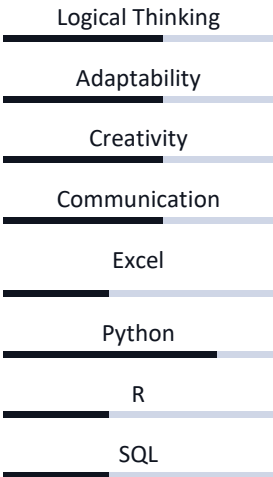 Logical Thinking
Adaptability
Creativity
Communication
Excel
Python
R
SQL